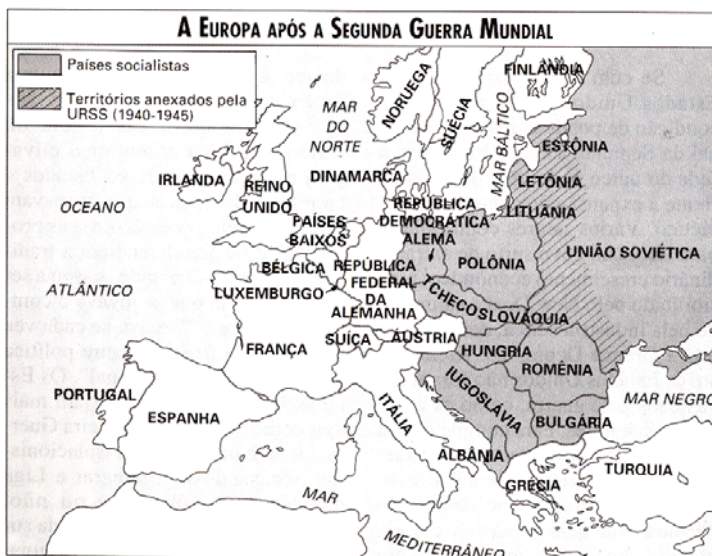 A EUROPA APÓS A SEGUNDA GUERRA MUNDIAL
Países socialistas
Territórios anexados pela
URSS (1940-1945)
NORUEGA
SUÉCIA
FINLÂNDIA
MAR
DO
NORTE
MAR BÁLTICO
ESTÔNIA
LETÔNIA
LITUÂNIA
DINAMARCA
IRLANDA
REINO
UNIDO
OCEANO
ATLÂNTICO
PAÍSES
BAIXOS
REPÚBLICA
DEMOCRÁTICA
ALEMÃ
POLÔNIA
UNIÃO SOVIÉTICA
BÉLGICA
LUXEMBURGO
REPÚBLICA
FEDERAL
DA
ALEMANHA
TCHECOSLOVÁQUIA
FRANÇA
SUÍÇA
ÁUSTRIA
HUNGRIA
ROMÊNIA
IUGOSLÁVIA
BULGÁRIA
MAR NEGRO
PORTUGAL
ESPANHA
ITÁLIA
ALBÂNIA
GRÉCIA
TURQUIA
MAR
MEDITERRÂNEO